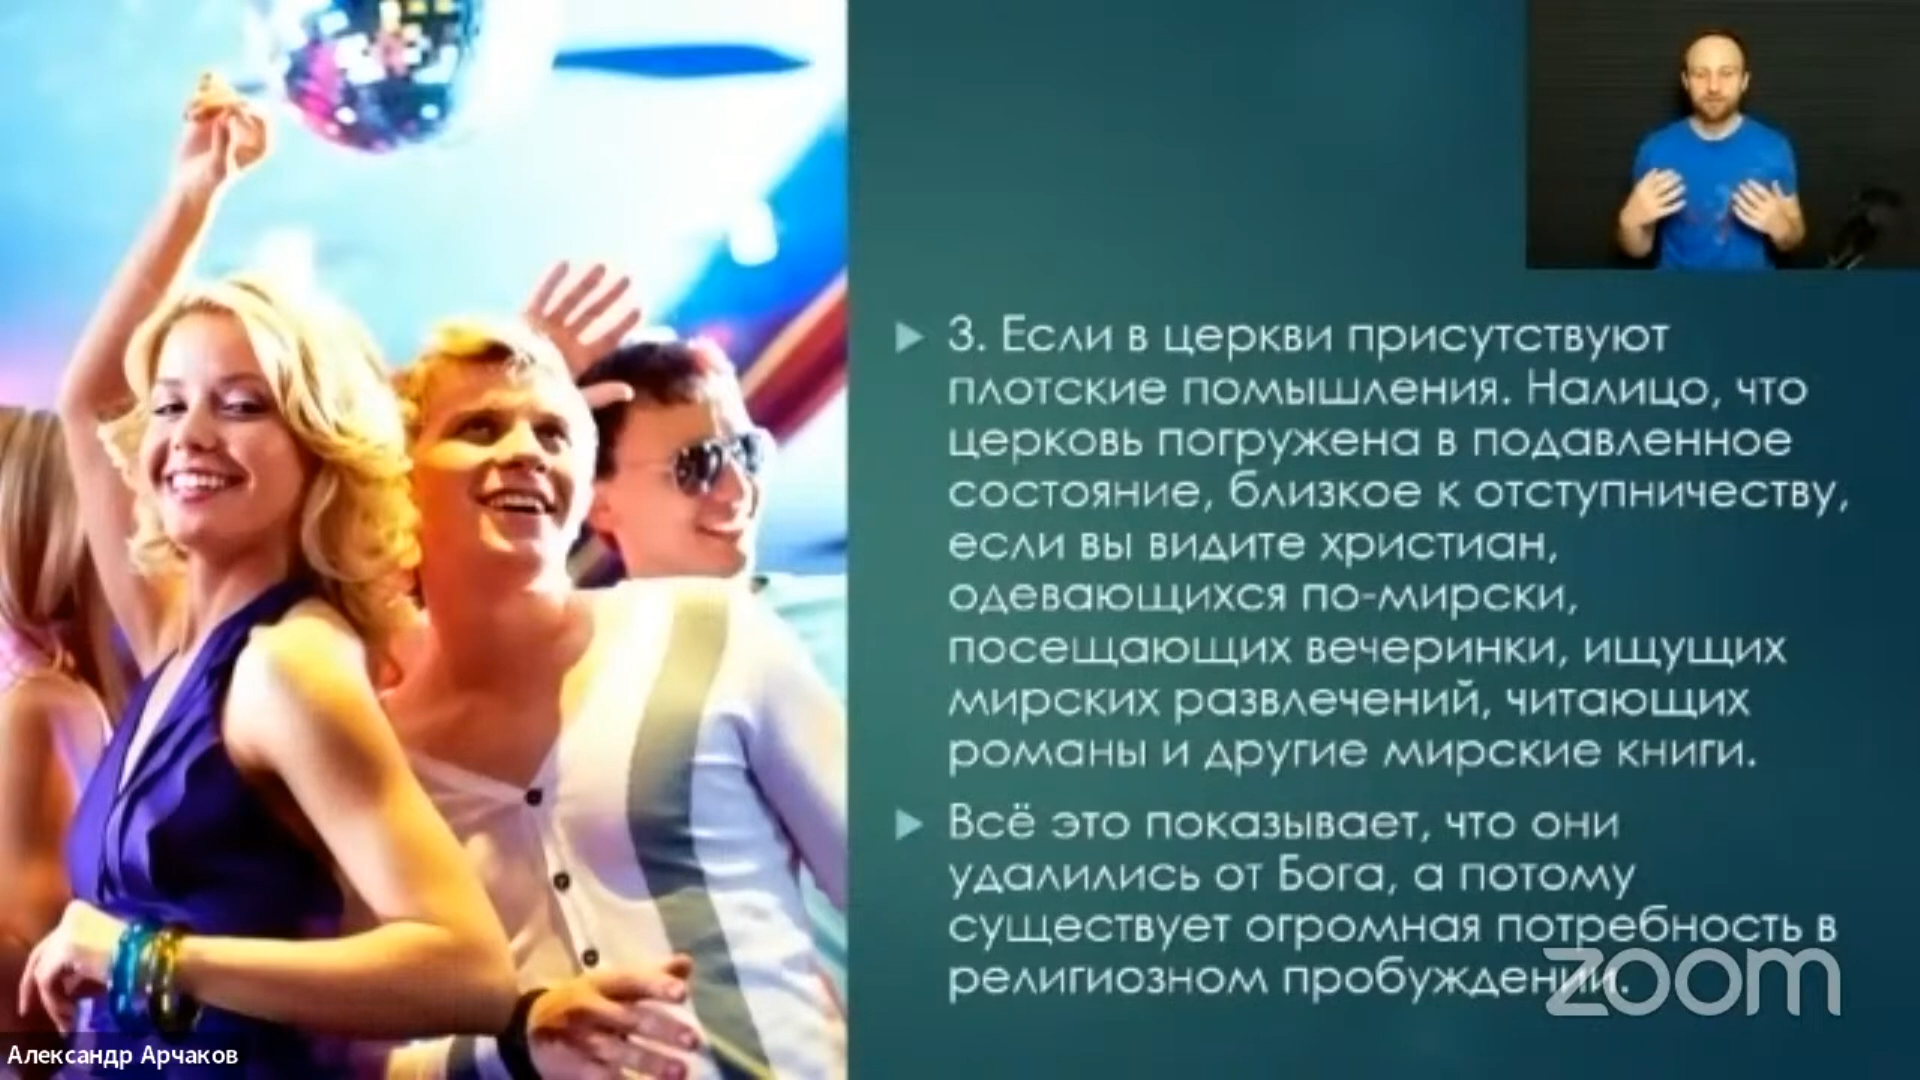 3. Если в церкви присутствуют
плотские помышления. Налицо, что
церковь погружена в подавленное
состояние, близкое к отступничеству,
если вы видите христиан,
одевающихся по-мирски,
посещающих вечеринки, ищущих
мирских развлечений, читающих
романы и другие мирские книги.
Всё это показывает, что они
удалились от Бога, а потому
существует огромная потребность в
религиозном пробуждении.
zoom
Александр Арчаков